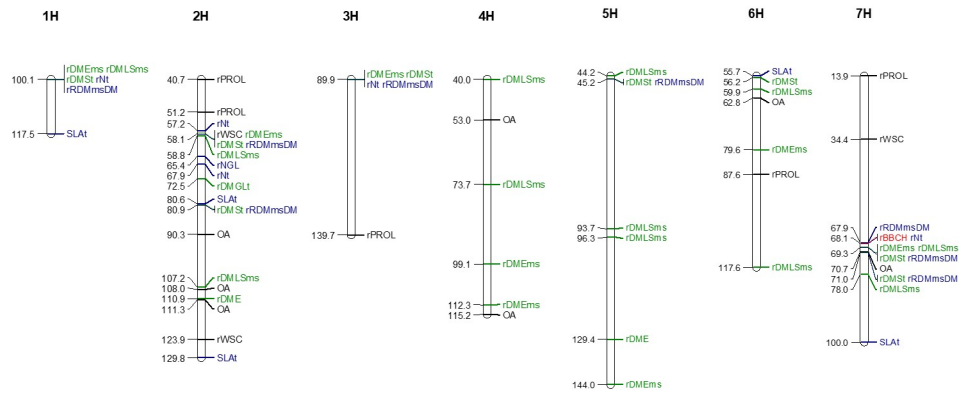 1H
2H
3H
4H
5H
6H
7H
rDMEms rDMLSms
100.1 rDMSt rNt
rRDMmsDM
117.5 SLAt
40.7 rPROL
51.2 rPROL
57.2 rNt
58.1 rWSC rDMEms
rDMSt rRDMmsDM
58.8 rDMLSms
65.4 rNGL
67.9 rNt
72.5 rDMGLt
80.6 SLAt
80.9 rDMSt rRDMmsDM
90.3 OA
107.2 rDMLSms
108.0 OA
110.9 rDME
111.3 OA
123.9 rWSC
129.8 SLAt
89.9 rDMEms rDMSt
rNt rRDMmsDM
139.7 rPROL
40.0 rDMLSms
53.0 OA
73.7 rDMLSms
99.1 rDMEms
112.3 rDMEms
115.2 OA
44.2 rDMLSms
45.2 rDMSt rRDMmsDM
93.7 rDMLSms
96.3 rDMLSms
129.4 rDME
144.0 rDMEms
55.7 SLAt
56.2 rDMSt
59.9 rDMLSms
62.8 OA
79.6 rDMEms
87.6 rPROL
117.6 rDMLSms
13.9 rPROL
34.4 rWSC
67.9 rRDMmsDM
68.1 rBBCH rNt
69.3 rDMEms rDMLSms
rDMSt rRDMmsDM
70.7 OA
71.0 rDMSt rRDMmsDM
78.0 rDMLSms
100.0 SLAt